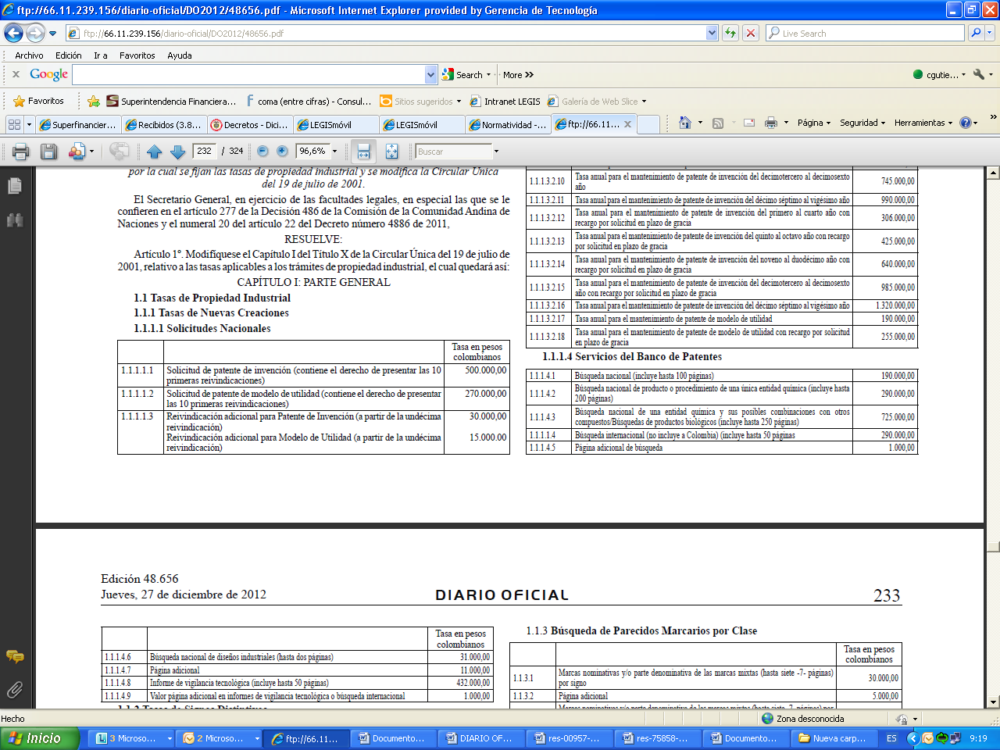 ftp://66.11.239.156/diario-oficial/DO2012/48656.pdf - Microsoft Internet Explorer provided by Gerencia de Tecnología
ftp://66.11.239.156/diario-oficial/DO2012/48656.pdf
Live Search
Archivo Edición Ir a Favoritos Ayuda
x Google Search More »
cgutie...
Favoritos Superintendencia Financiera... coma (entre cifras) - Consul... Sitios sugeridos Intranet LEGIS Galería de Web Slice
Superfinancier... Recibidos (3.8... Decretos - Dici... LEGISmóvil LEGISmóvil Normatividad -... ftp://66.11... X
Página Seguridad Herramientas »
232 / 324 96,6% Buscar
por la cual se fijan las tasas de propiedad industrial y se modifica la Circular Única
del 19 de julio de 2001.
El Secretario General, en ejercicio de las facultades legales, en especial las que se le
confieren en el artículo 277 de la Decisión 486 de la Comisión de la Comunidad Andina de
Naciones y el numeral 20 del artículo 22 del Decreto número 4886 de 2011,
RESUELVE:
Artículo 1º. Modifíquese el Capítulo I del Título X de la Circular Única del 19 de julio de
2001, relativo a las tasas aplicables a los trámites de propiedad industrial, el cual quedará así:
CAPÍTULO I: PARTE GENERAL
1.1 Tasas de Propiedad Industrial
1.1.1 Tasas de Nuevas Creaciones
1.1.1.1 Solicitudes Nacionales
Tasa en pesos
colombianos
1.1.1.1.1 Solicitud de patente de invención (contiene el derecho de presentar las 10 500.000,00
primeras reivindicaciones)
1.1.1.1.2 Solicitud de patente de modelo de utilidad (contiene el derecho de presentar 270.000,00
las 10 primeras reivindicaciones)
1.1.1.1.3 Reivindicación adicional para Patente de Invención (a partir de la undécima 30.000,00
reivindicación)
Reivindicación adicional para Modelo de Utilidad (a partir de la undécima 15.000.00
reivindicación)
1.1.1.3.2.10 Tasa anual para el mantenimiento de patente de invención del decimotercero al decimosexto 745.000,00
año
1.1.1.3.2.11 Tasa anual para el mantenimiento de patente de invención del décimo séptimo al vigésimo año 990.000,00
1.1.1.3.2.12 Tasa anual para el mantenimiento de patente de invención del primero al cuarto año con 306.000,00
recargo por solicitud en plazo de gracia
1.1.1.3.2.13 Tasa anual para el mantenimiento de patente de invención del quinto al octavo año con recargo 425.000,00
por solicitud en plazo de gracia
1.1.1.3.2.14 Tasa anual para el mantenimiento de patente de invención del noveno al duodécimo año con 640.000,00
recargo por solicitud en plazo de gracia
1.1.1.3.2.15 Tasa anual para el mantenimiento de patente de invención del decimotercero al decimosexto 985.000,00
año con recargo por solicitud en plazo de gracia
1.1.1.3.2.16 Tasa anual para el mantenimiento de patente de invención del décimo séptimo al vigésimo año 1.320.000,00
1.1.1.3.2.17 Tasa anual para el mantenimiento de patente de modelo de utilidad 190.000,00
1.1.1.3.2.18 Tasa anual para el mantenimiento de patente de modelo de utilidad con recargo por solicitud 255.000,00
en plazo de gracia
1.1.1.4 Servicios del Banco de Patentes
1.1.1.4.1 Búsqueda nacional (incluye hasta 100 páginas) 190.000,00
1.1.1.4.2 Búsqueda nacional de producto o procedimiento de una única entidad química (incluye hasta 290.000,00
200 páginas)
1.1.1.4.3 Búsqueda nacional de una entidad química y sus posibles combinaciones con otros 725.000,00
compuestos/Búsquedas de productos biológicos (incluye hasta 250 páginas)
1.1.1.1.4 Búsqueda internacional (no incluye a Colombia) (incluye hasta 50 páginas 290.000,00
1.1.1.4.5 Página adicional de búsqueda 1.000,00
Edición 48.656
Jueves, 27 de diciembre de 2012 DIARIO OFICIAL 233
Tasa en pesos
colombianos
1.1.1.4.6 Búsqueda nacional de diseños industriales (hasta dos páginas) 31.000,00
1.1.1.4.7 Página adicional 11.000,00
1.1.1.4.8 Informe de vigilancia tecnológica (incluye hasta 50 páginas) 432.000,00
1.1.1.4.9 Valor página adicional en informes de vigilancia tecnológica o búsqueda internacional 1.000,00
1.1.2 Tasas de Signos Distintivos
1.1.3 Búsqueda de Parecidos Marcarios por Clase
Tasa en pesos
colombianos
1.1.3.1 Marcas nominativas y/o parte denominativa de las marcas mixtas (hasta siete -7- páginas) 30.000,00
por signo
1.1.3.2 Página adicional 5.000,00
Marcas nominativas y/o parte denominativa de las marcas mixtas (hasta siete -7- páginas) por
Hecho Zona desconocida
Inicio 3 Microso... 2 Microso... ftp://66.11... Documento... DIARIO OF... res-00957-... res-75858-... Documento... Nueva carp... ES 9:19